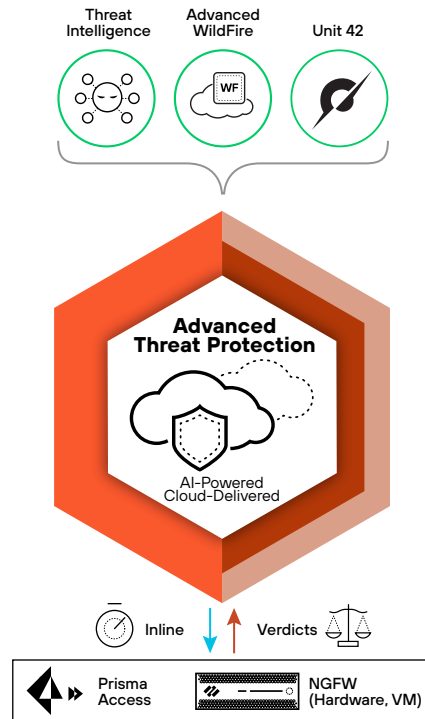 Threat
Intelligence
Advanced
WildFire
Unit 42
WF
Advanced
Threat Protection
AI-Powered
Cloud-Delivered
Inline
Verdicts
Prisma
Access
NGFW
(Hardware, VM)